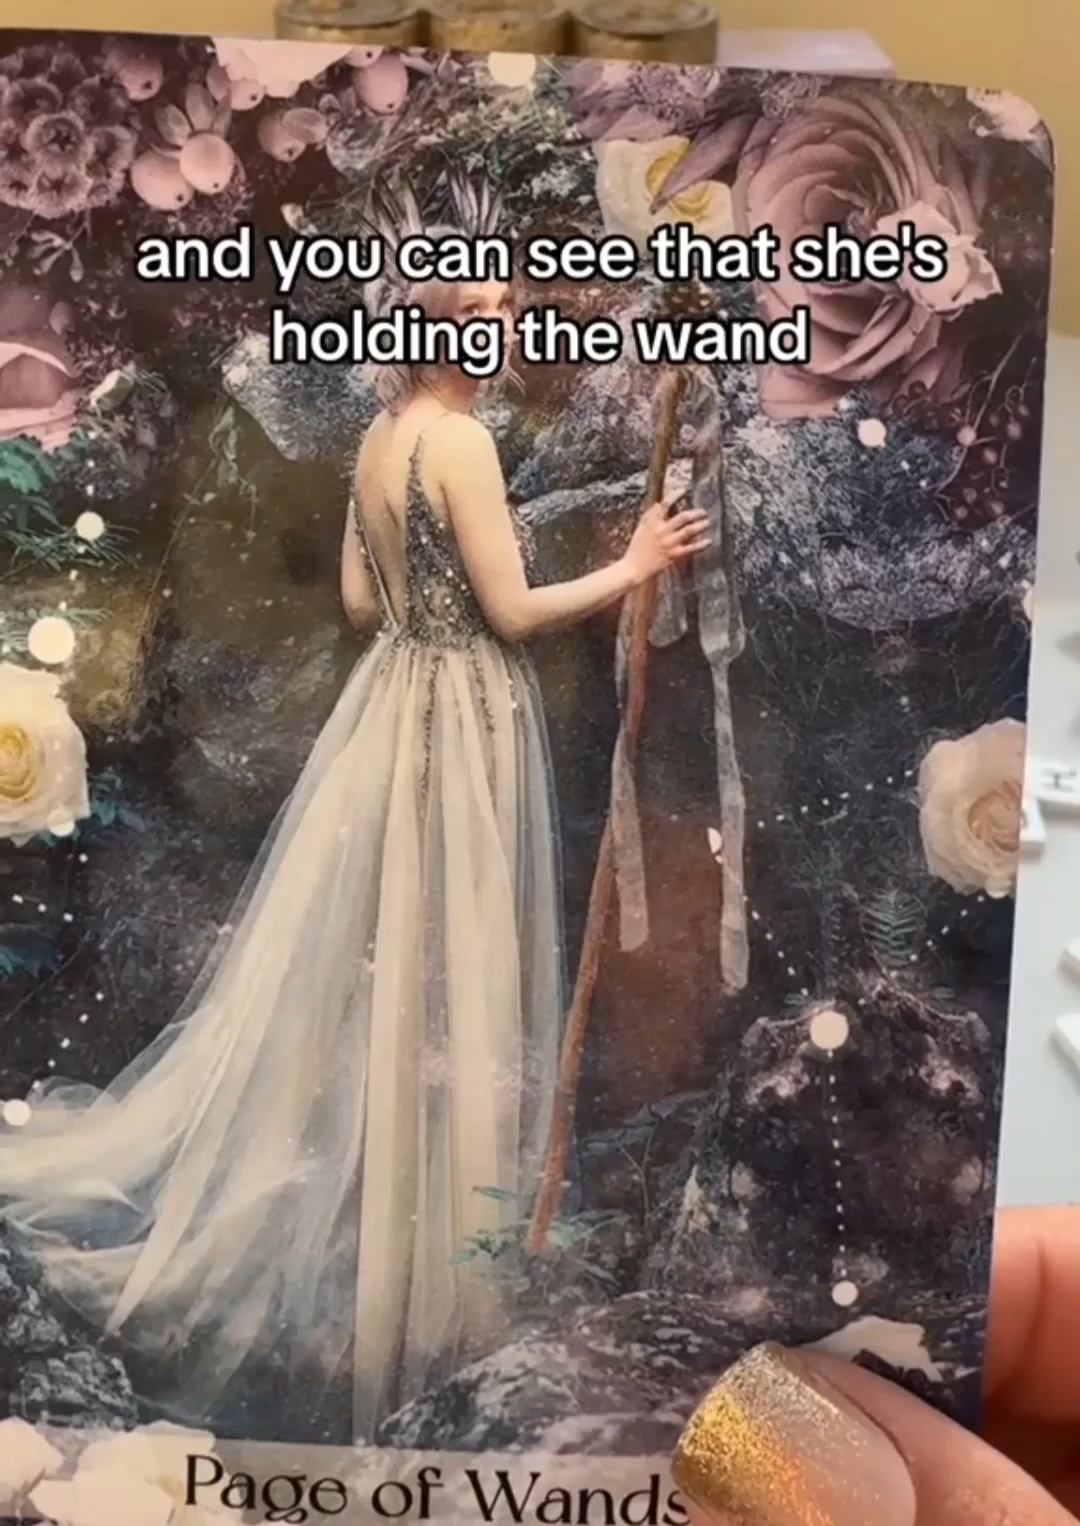 and you can see that she's
holding the wand
Page of Wands